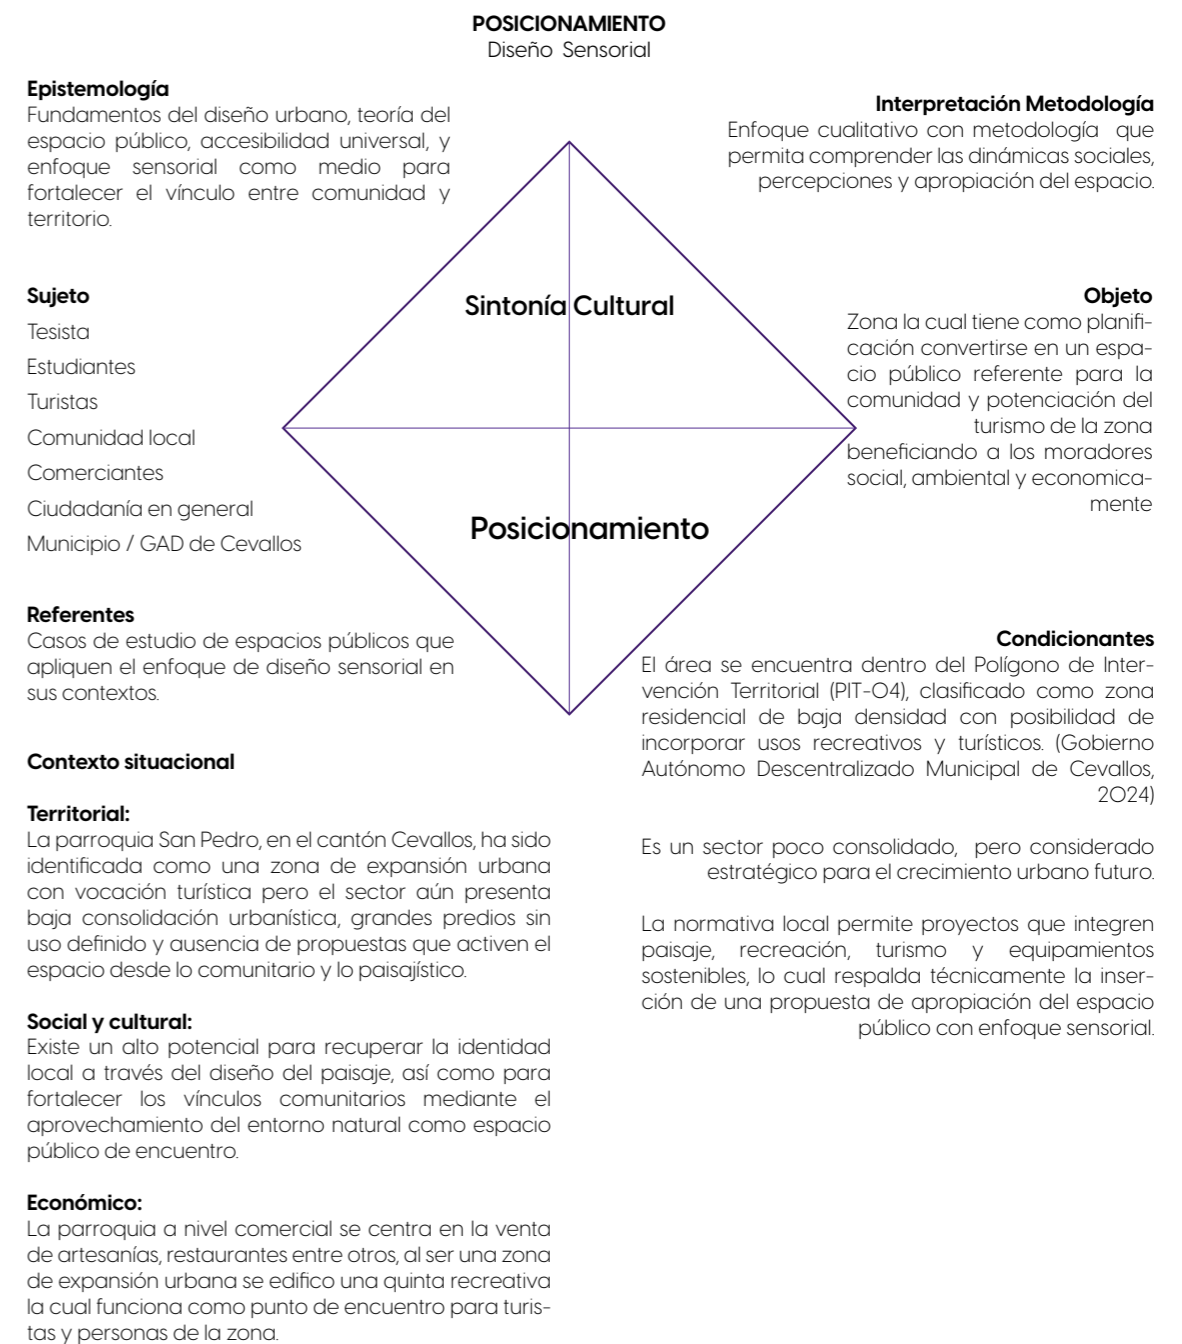 POSICIONAMIENTO
Diseño Sensorial
Epistemología
Fundamentos del diseño urbano, teoría del
espacio público, accesibilidad universal, y
enfoque sensorial como medio para
fortalecer el vínculo entre comunidad y
territorio.
Interpretación Metodología
Enfoque cualitativo con metodología que
permita comprender las dinámicas sociales,
percepciones y apropiación del espacio.
Sintonía Cultural
Posicionamiento
Sujeto
Tesista
Estudiantes
Turistas
Comunidad local
Comerciantes
Ciudadanía en general
Municipio / GAD de Cevallos
Objeto
Zona la cual tiene como planifi-
cación convertirse en un espa-
cio público referente para la
comunidad y potenciación del
turismo de la zona
beneficiando a los moradores
social, ambiental y economica-
mente
Referentes
Casos de estudio de espacios públicos que
apliquen el enfoque de diseño sensorial en
sus contextos.
Condicionantes
El área se encuentra dentro del Polígono de Inter-
vención Territorial (PIT-04), clasificado como zona
residencial de baja densidad con posibilidad de
incorporar usos recreativos y turísticos. (Gobierno
Autónomo Descentralizado Municipal de Cevallos,
2024)
Es un sector poco consolidado, pero considerado
estratégico para el crecimiento urbano futuro.
La normativa local permite proyectos que integren
paisaje, recreación, turismo y equipamientos
sostenibles, lo cual respalda técnicamente la inser-
ción de una propuesta de apropiación del espacio
público con enfoque sensorial.
Contexto situacional
Territorial:
La parroquia San Pedro, en el cantón Cevallos, ha sido
identificada como una zona de expansión urbana
con vocación turística pero el sector aún presenta
baja consolidación urbanística, grandes predios sin
uso definido y ausencia de propuestas que activen el
espacio desde lo comunitario y lo paisajístico.
Social y cultural:
Existe un alto potencial para recuperar la identidad
local a través del diseño del paisaje, así como para
fortalecer los vínculos comunitarios mediante el
aprovechamiento del entorno natural como espacio
público de encuentro.
Económico:
La parroquia a nivel comercial se centra en la venta
de artesanías, restaurantes entre otros, al ser una zona
de expansión urbana se edifico una quinta recreativa
la cual funciona como punto de encuentro para turis-
tas y personas de la zona.